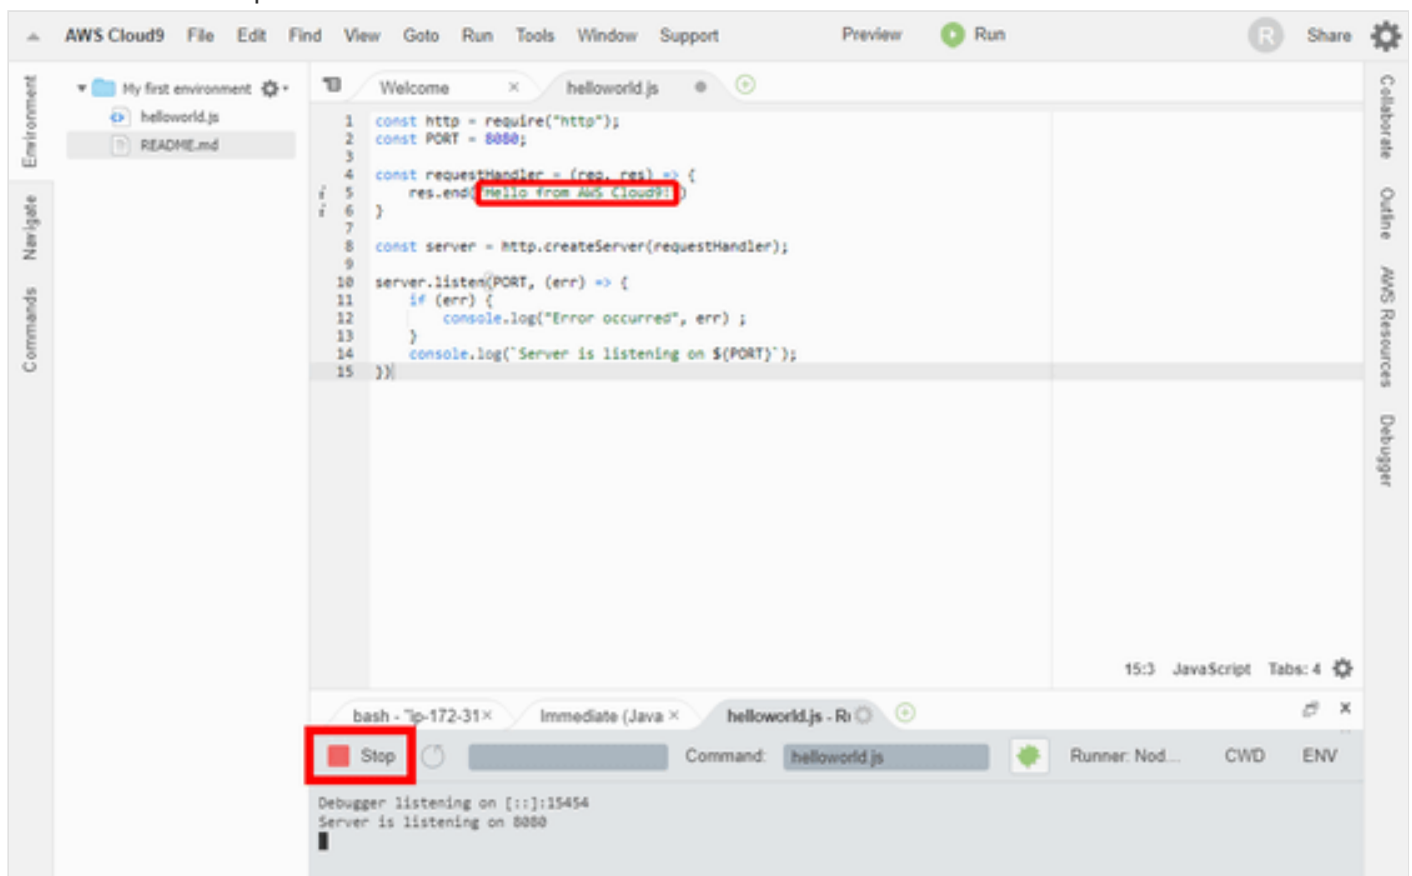 AWS Cloud9 File Edit Find View Goto Run Tools Window Support Preview Run R Share
Environment
Navigate
Commands
My first environment
helloworld.js
README.md
Welcome × helloworld.js
1 const http = require("http");
2 const PORT = 8080;
3
4 const requestHandler = (req, res) => {
i 5 res.end("Hello from AWS Cloud9!")
i 6 }
7
8 const server = http.createServer(requestHandler);
9
10 server.listen(PORT, (err) => {
11 if (err) {
12 console.log("Error occurred", err) ;
13 }
14 console.log(`Server is listening on ${PORT}`);
15 })
15:3 JavaScript Tabs: 4
Collaborate
Outline
AWS Resources
Debugger
bash - "ip-172-31 × Immediate (Java × helloworld.js - Ru
Stop Command: helloworld.js Runner: Nod... CWD ENV
Debugger listening on [::]:15454
Server is listening on 8080